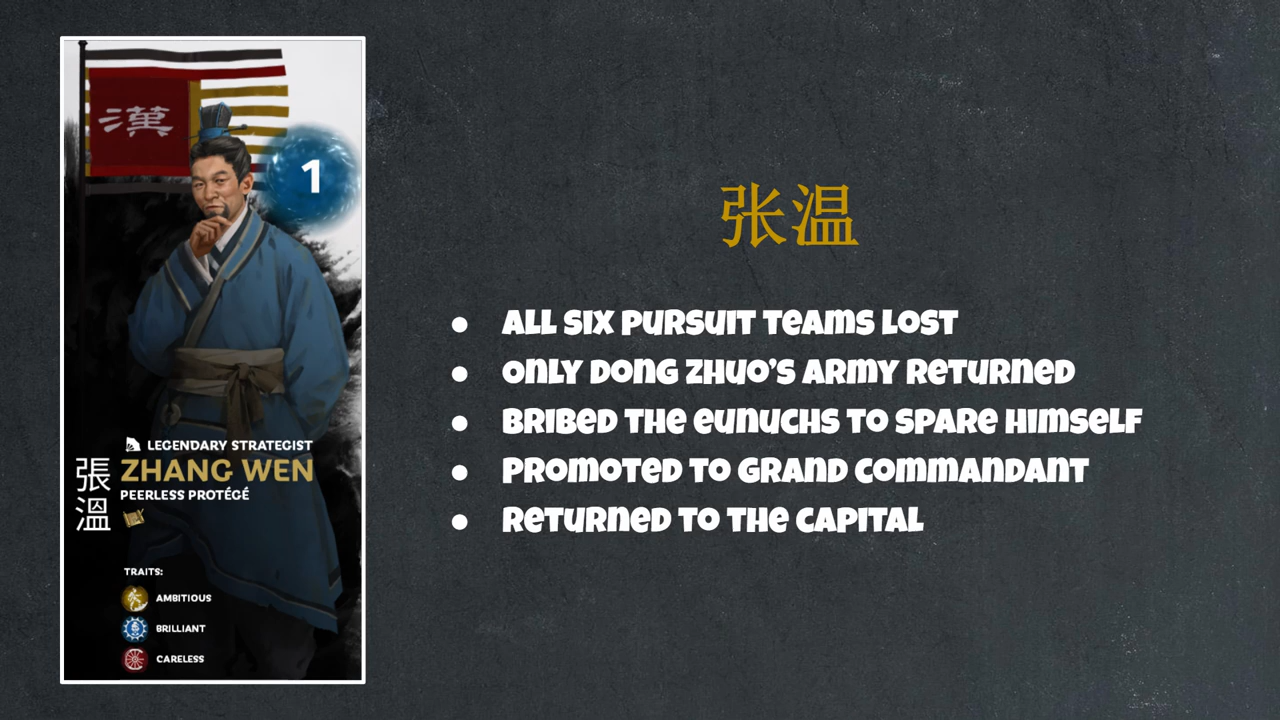 漢
1
LEGENDARY STRATEGIST
張溫
ZHANG WEN
PEERLESS PROTÉGÉ
TRAITS:
AMBITIOUS
BRILLIANT
CARELESS
张温
● ALL SIX PURSUIT TEAMS LOST
● ONLY DONG ZHUO'S ARMY RETURNED
● BRIBED THE EUNUCHS TO SPARE HIMSELF
● PROMOTED TO GRAND COMMANDANT
● RETURNED TO THE CAPITAL